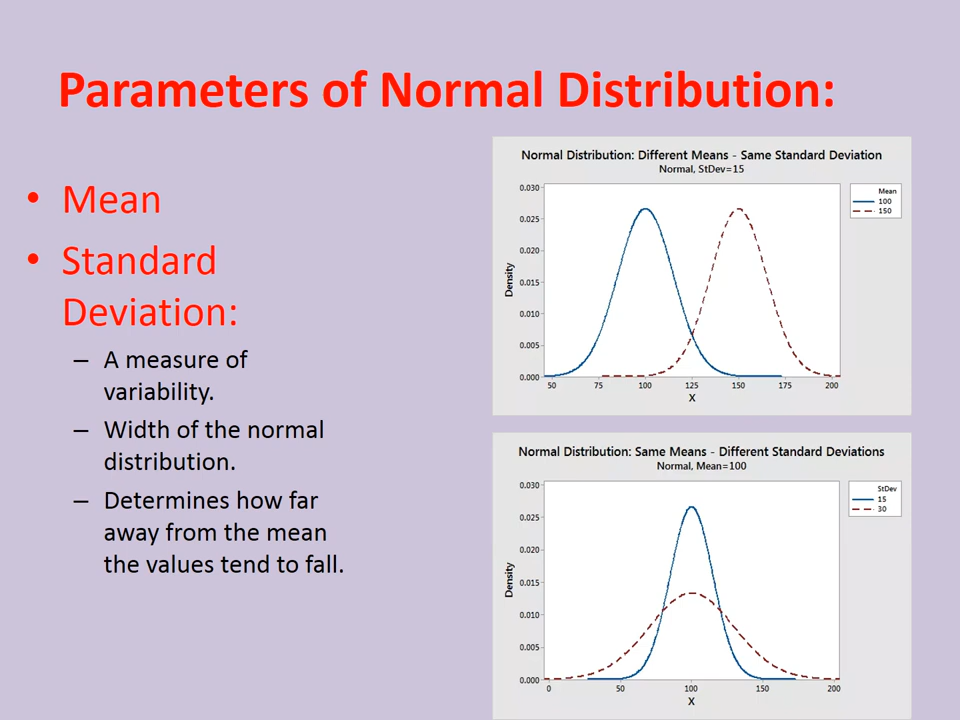 Parameters of Normal Distribution:
• Mean
• Standard
Deviation:
– A measure of
variability.
– Width of the normal
distribution.
– Determines how far
away from the mean
the values tend to fall.
Normal Distribution: Different Means - Same Standard Deviation
Normal, StDev=15
Mean
100
150
0.030
0.025
0.020
0.015
0.010
0.005
0.000
Density
50 75 100 125 150 175 200
X
Normal Distribution: Same Means - Different Standard Deviations
Normal, Mean=100
StDev
15
30
0.030
0.025
0.020
0.015
0.010
0.005
0.000
Density
0 50 100 150 200
X